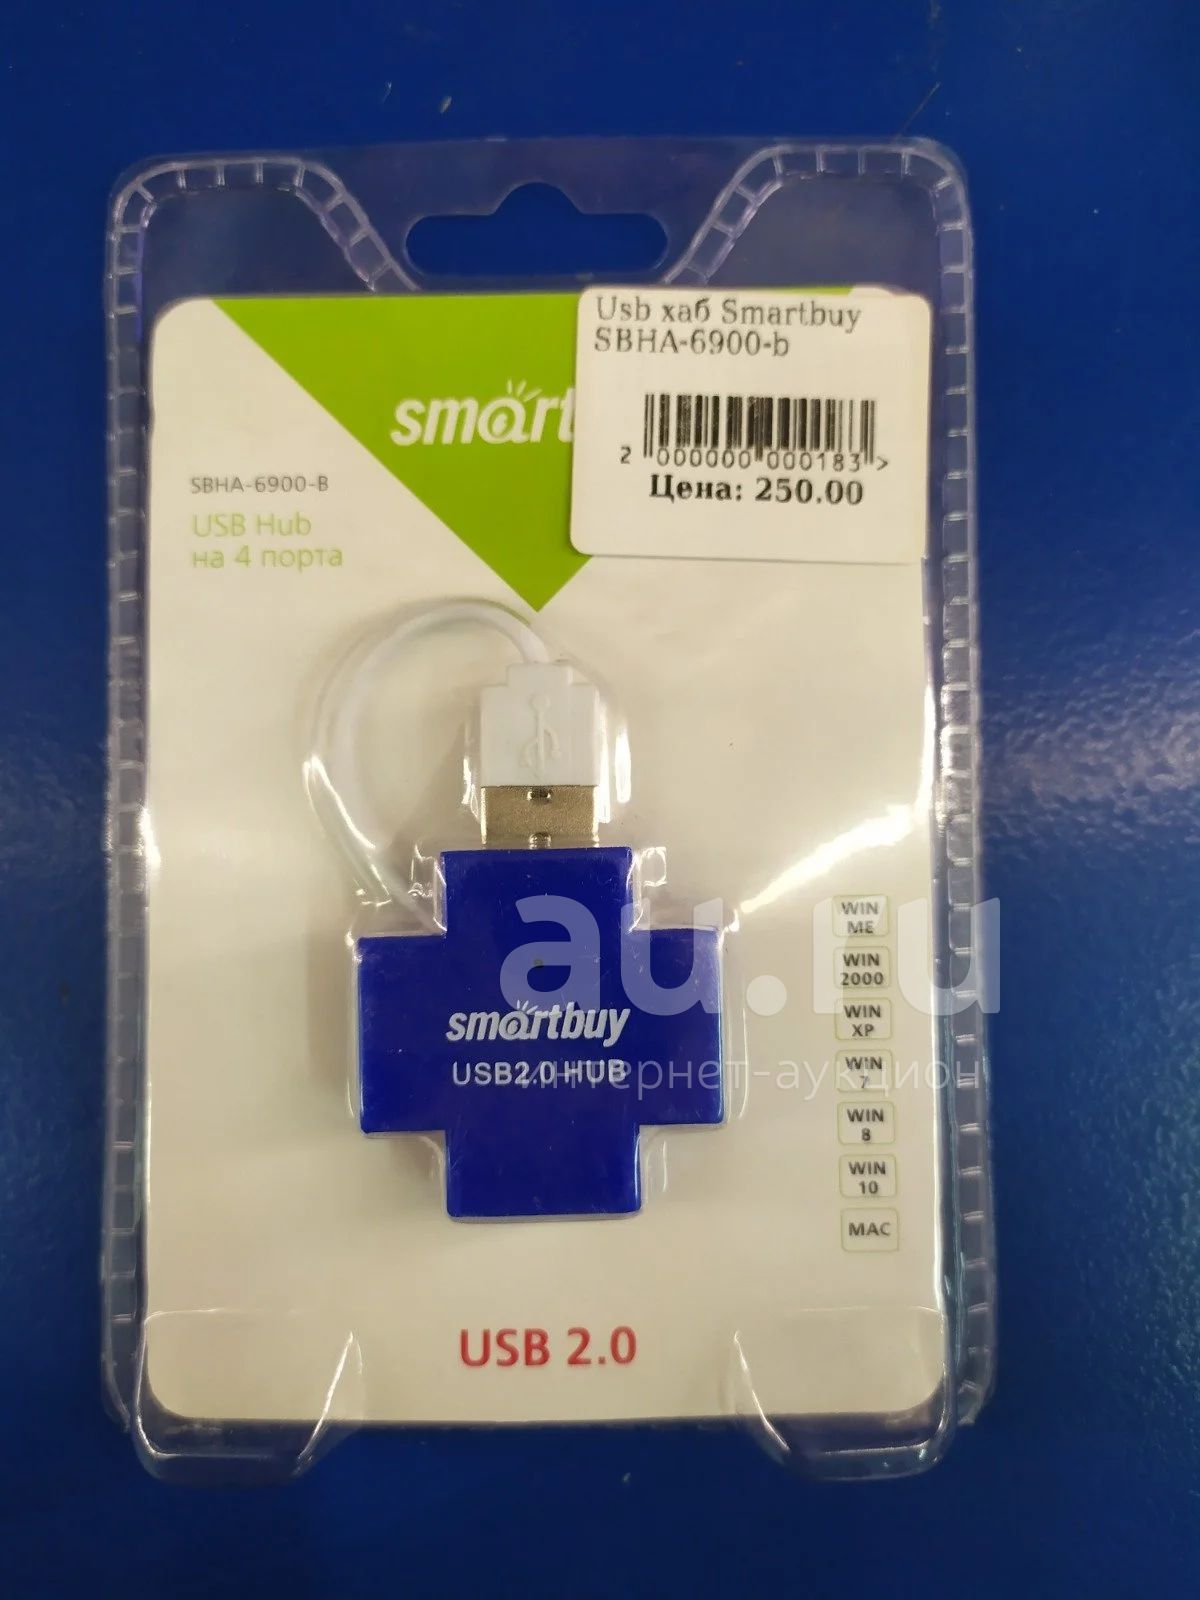 Usb хаб Smartbuy
SBHA-6900-b
2 000000 000183 >
Цена: 250.00
smart
SBHA-6900-B
USB Hub
на 4 порта
au.ru
интернет-аукцион
smartbuy
USB2.0 HUB
WIN
ME
WIN
2000
WIN
XP
WIN
7
WIN
8
WIN
10
MAC
USB 2.0